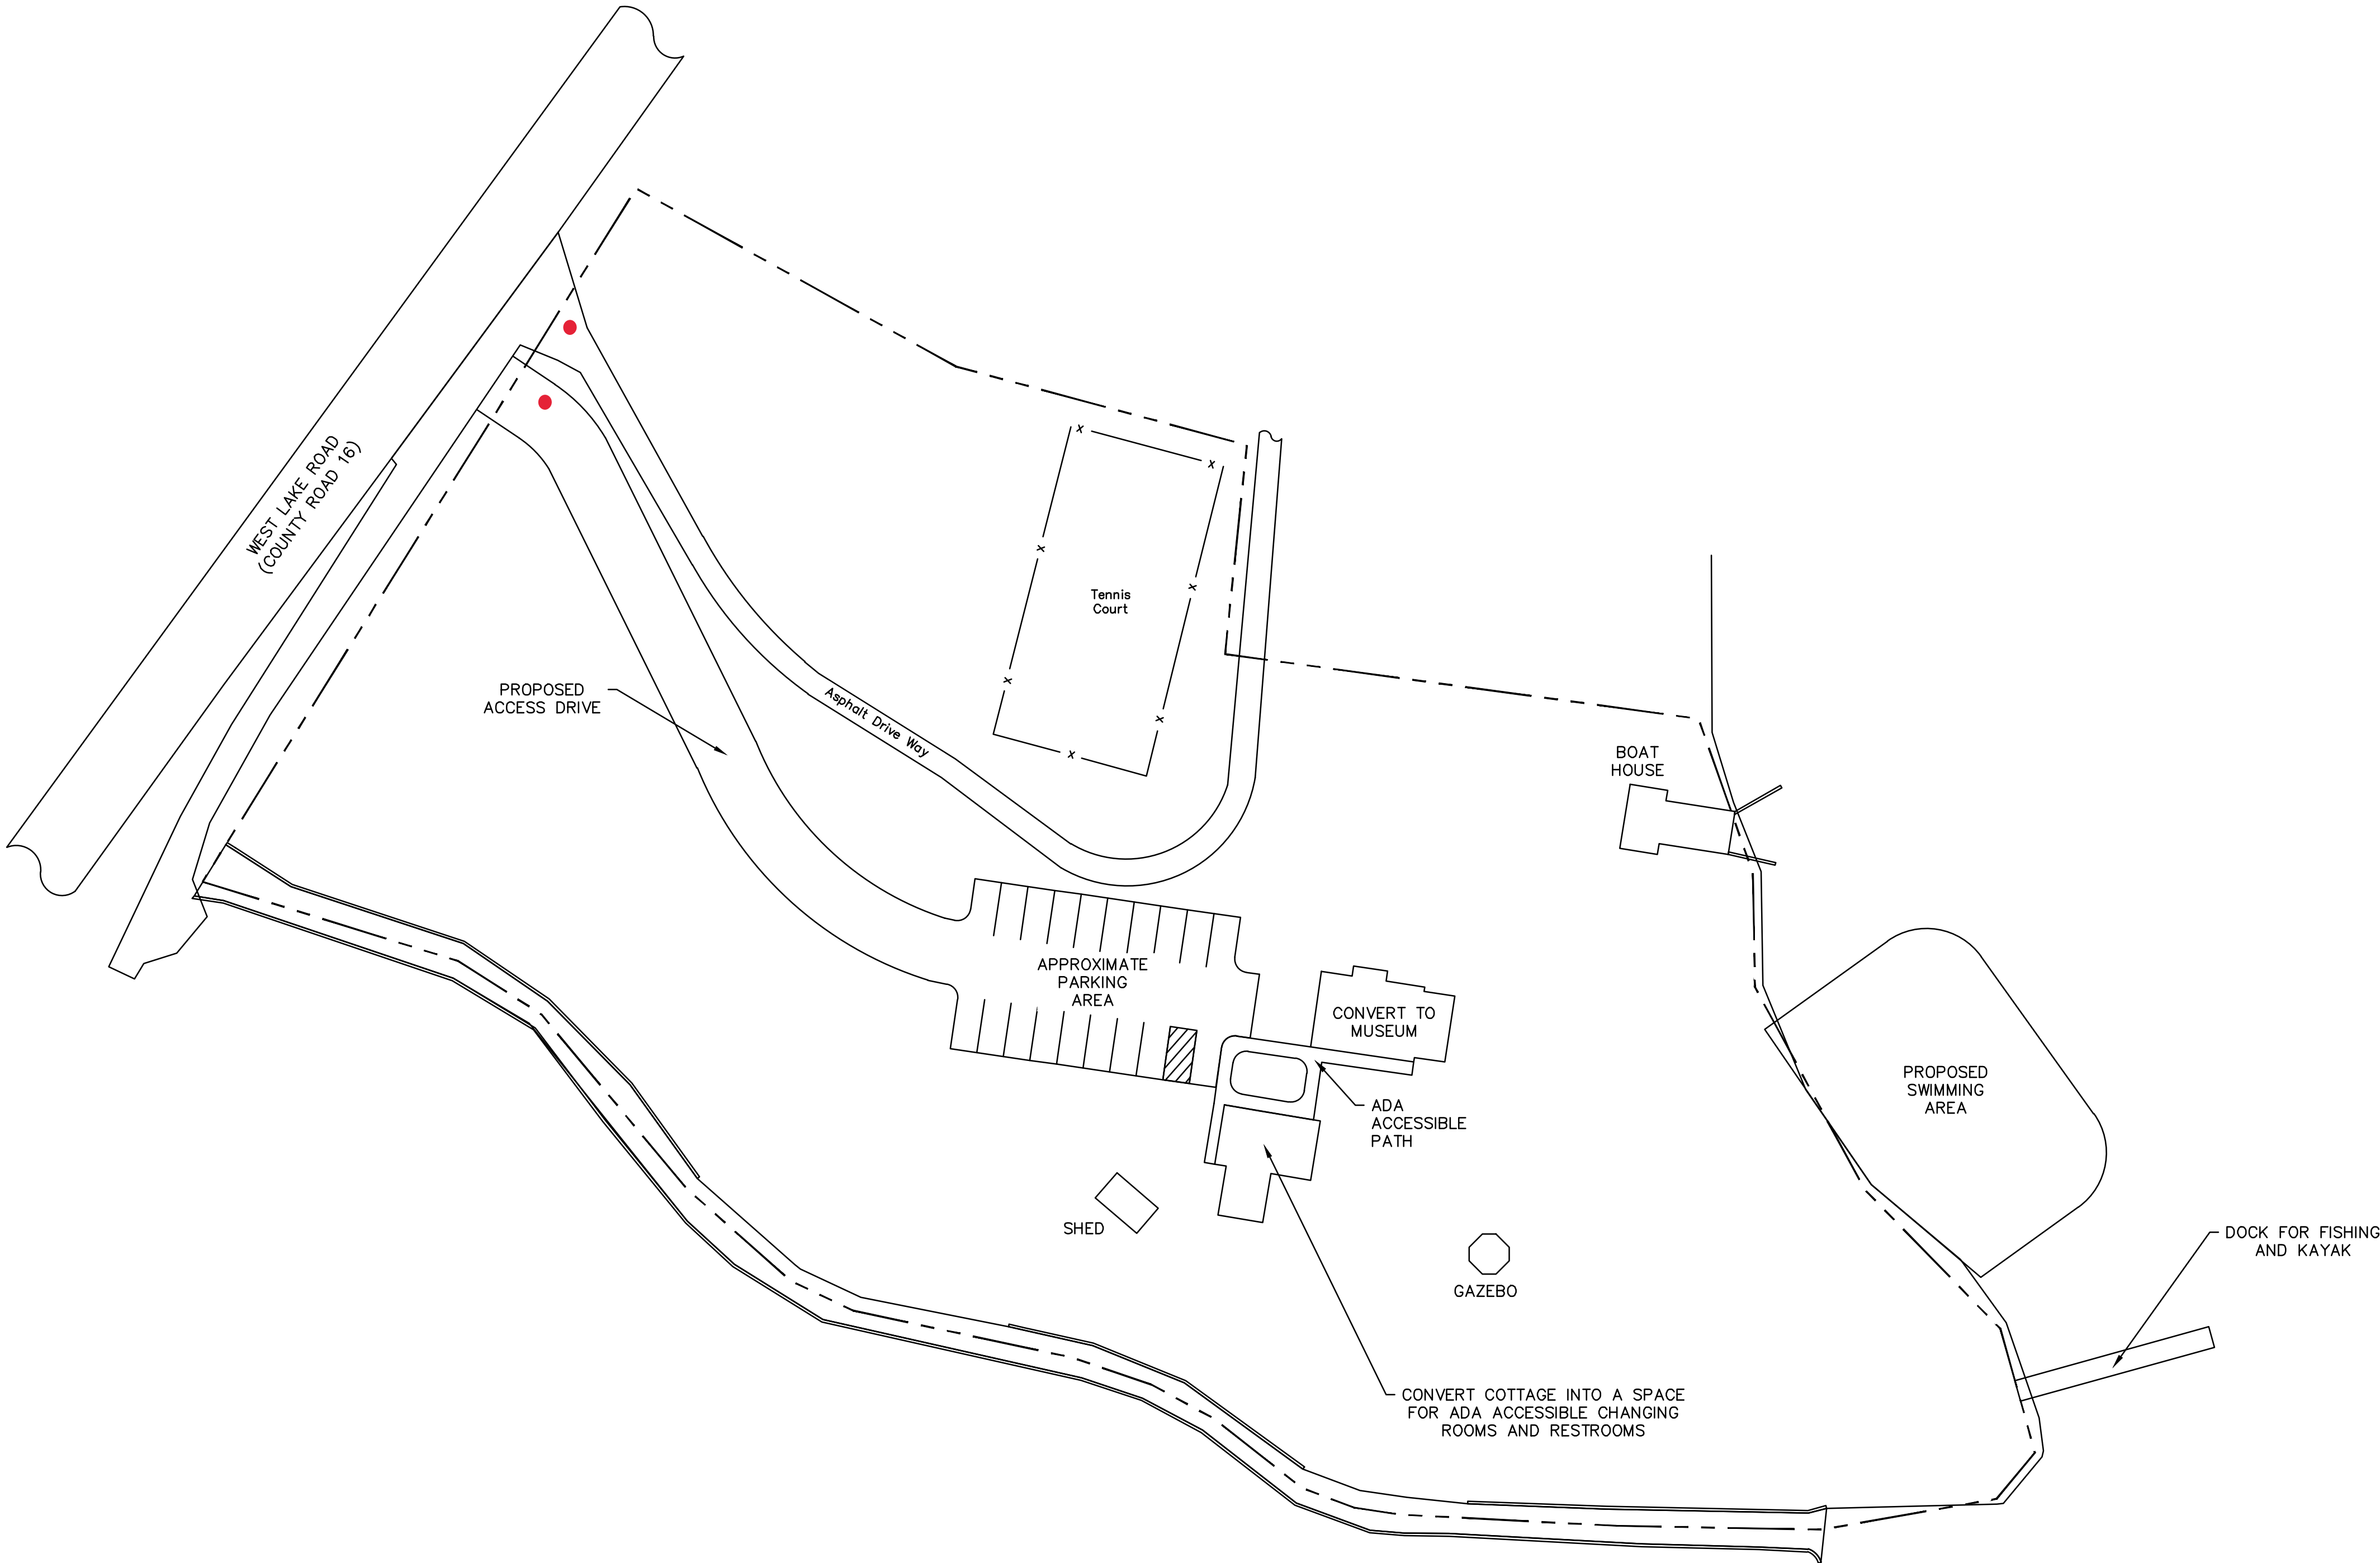 WEST LAKE ROAD
(COUNTY ROAD 16)
Tennis
Court
PROPOSED
ACCESS DRIVE
Asphalt Drive Way
BOAT
HOUSE
APPROXIMATE
PARKING
AREA
CONVERT TO
MUSEUM
PROPOSED
SWIMMING
AREA
ADA
ACCESSIBLE
PATH
SHED
GAZEBO
DOCK FOR FISHING
AND KAYAK
CONVERT COTTAGE INTO A SPACE
FOR ADA ACCESSIBLE CHANGING
ROOMS AND RESTROOMS